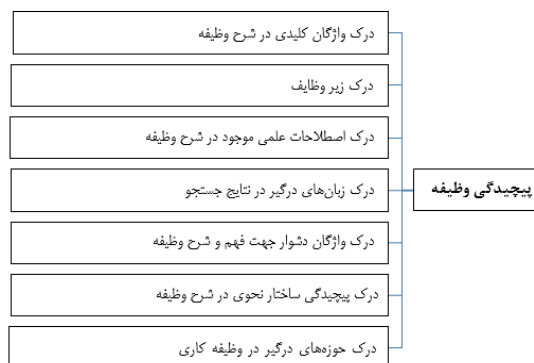 درک واژگان کلیدی در شرح وظیفه
درک زیر وظایف
درک اصطلاحات علمی موجود در شرح وظیفه
پیچیدگی وظیفه
درک زبان‌های درگیر در نتایج جستجو
درک واژگان دشوار جهت فهم و شرح وظیفه
درک پیچیدگی ساختار نحوی در شرح وظیفه
درک حوزه‌های درگیر در وظیفه کاری